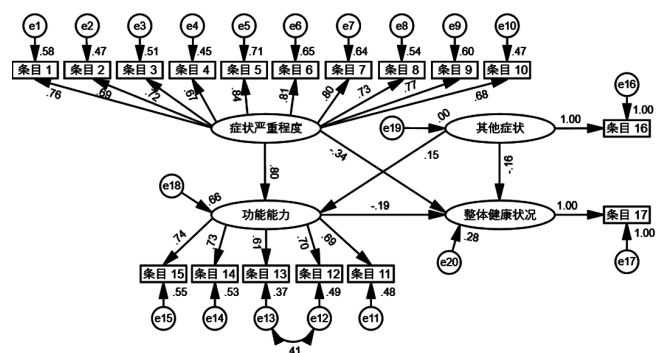 e1 e2 e3 e4 e5 e6 e7 e8 e9 e10
.58 .47 .51 .45 .71 .65 .64 .54 .60 .47
条目 1 条目 2 条目 3 条目 4 条目 5 条目 6 条目 7 条目 8 条目 9 条目 10
e16
.76 .69 .72 .67 .84 .81 .80 .73 .77 .68
1.00
症状严重程度 e19 .00 其他症状 1.00 条目 16
.80 -.34 .15 -.16
e18 .66
功能能力 -.19 整体健康状况 1.00 条目 17
.74 .73 .61 .70 .69 .28 1.00
e20 e17
条目 15 条目 14 条目 13 条目 12 条目 11
.55 .53 .37 .49 .48
e15 e14 e13 e12 e11
.41